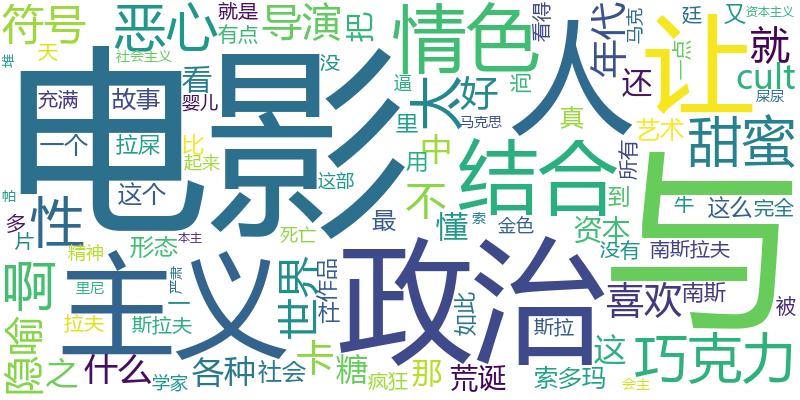 符号 恶心 就是 有点 导演 把 情色 看得 年代 马克 廷 又 资本主义
谁 天 社会主义 没 人 让 就 一点
电影 看 婴儿 逼 大 好 还 cult
充满 故事 里 河 真 艺术 所有 屎尿
一个 拉屎 比 马克思 结合 甜蜜
起来 用 中
帕 这个 这部 不 到 牛 这么 完全
多 性 最 懂 金色 资本 与
片 形态 本主 死亡 索 没有 南斯拉夫
啊 精神 主义 世界 杜 作品 政治 喜欢 南斯 被
里尼 严肃 一 如此
隐喻 拉夫 斯拉夫 卡 斯拉 这 巧克力
之 什么 学家 各种 社会 糖 疯狂 那 荒诞 索多玛 会主